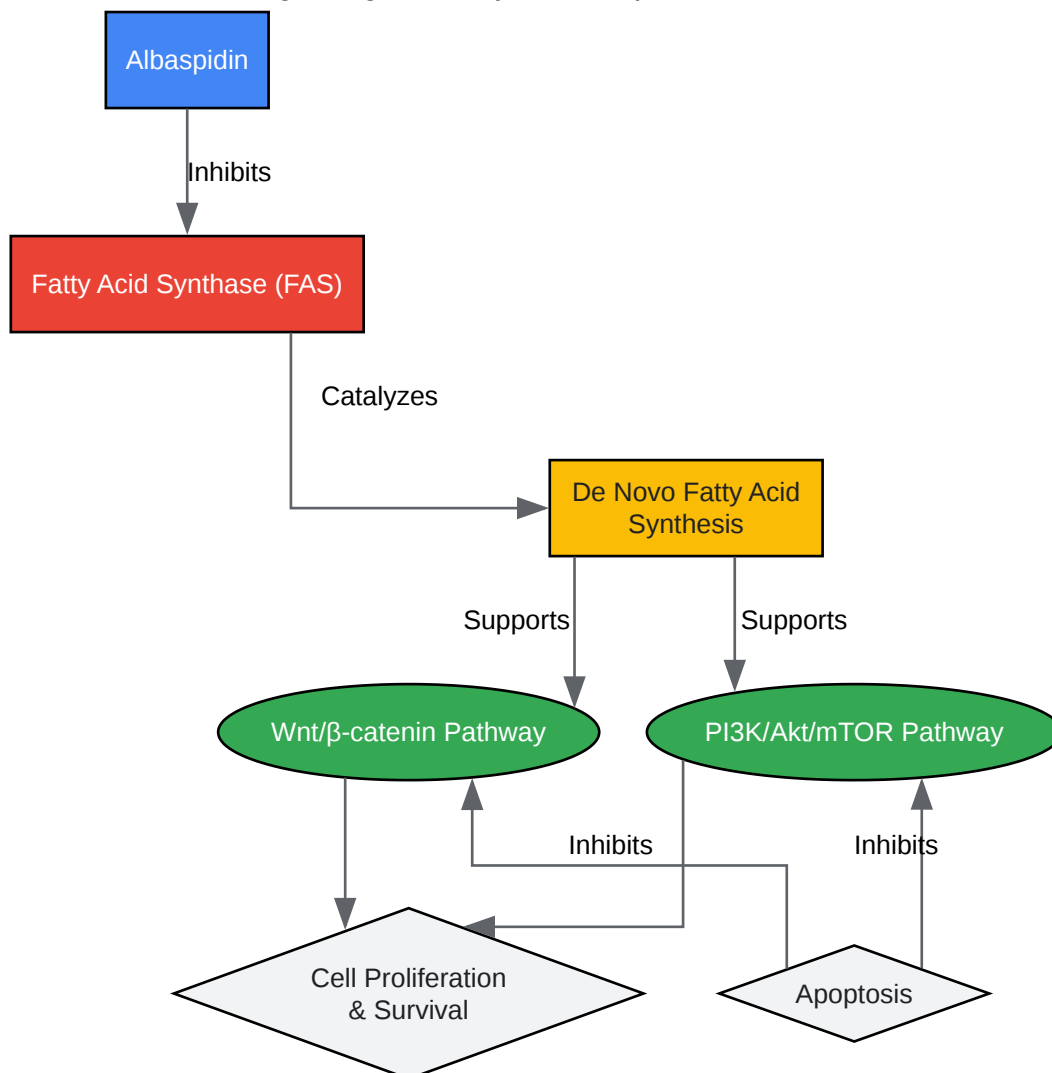 Albaspidin
Inhibits
Fatty Acid Synthase (FAS)
Catalyzes
De Novo Fatty Acid
Synthesis
Supports
Supports
Wnt/β-catenin Pathway
PI3K/Akt/mTOR Pathway
Inhibits
Inhibits
Cell Proliferation
& Survival
Apoptosis